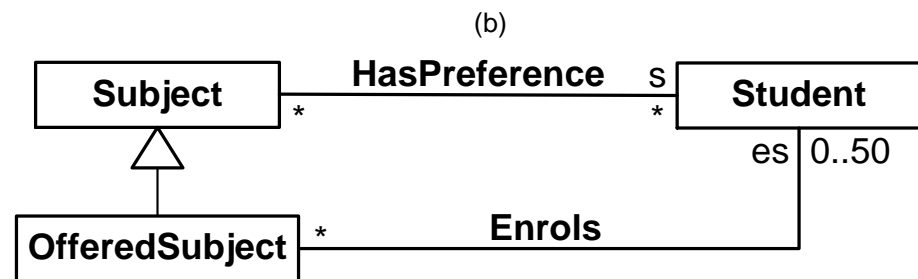 (b)
HasPreference s
Subject Student
* *
es 0..50
* Enrols
OfferedSubject